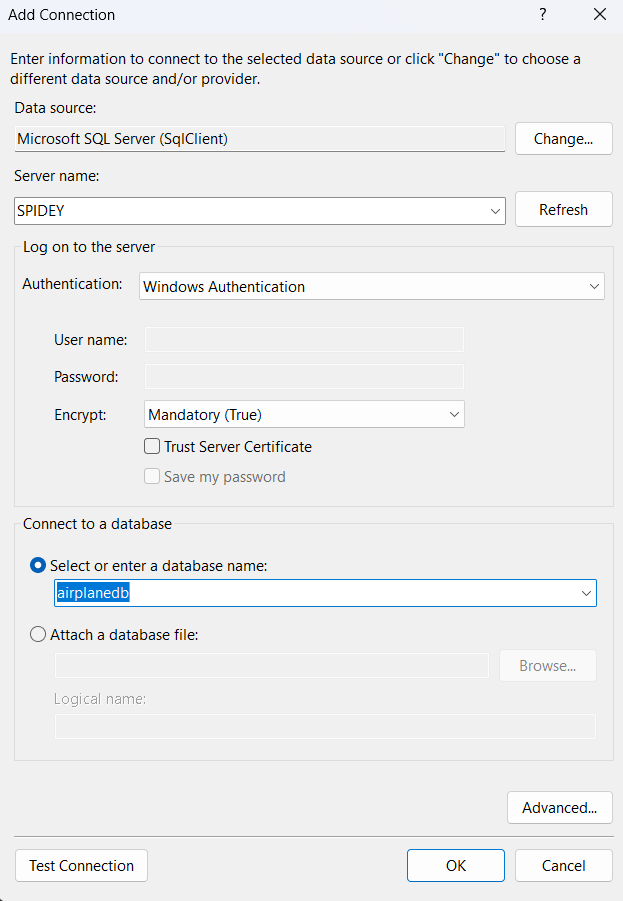 Add Connection
?
Enter information to connect to the selected data source or click "Change" to choose a
different data source and/or provider.
Data source:
Microsoft SQL Server (SqlClient)
Change...
Server name:
SPIDEY
Refresh
Log on to the server
Authentication:
Windows Authentication
User name:
Password:
Encrypt:
Mandatory (True)
Trust Server Certificate
Save my password
Connect to a database
Select or enter a database name:
airplanedb
Attach a database file:
Browse...
Logical name:
Advanced...
Test Connection
OK
Cancel